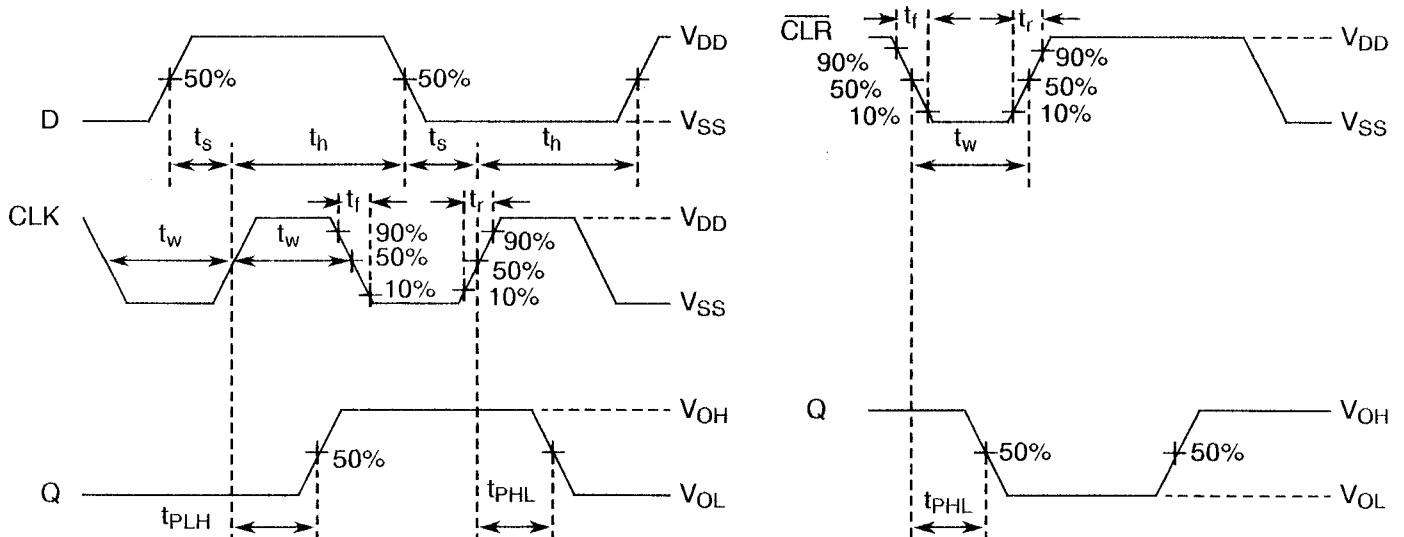 D
50%
50%
V_DD
V_SS
t_s
t_h
t_s
t_h
CLK
t_w
t_w
t_f
t_r
90%
50%
10%
90%
50%
10%
V_DD
V_SS
Q
50%
V_OH
V_OL
t_PLH
t_PHL
C̅L̅R̅
t_f
t_r
90%
50%
10%
90%
50%
10%
V_DD
V_SS
t_w
Q
50%
50%
V_OH
V_OL
t_PHL